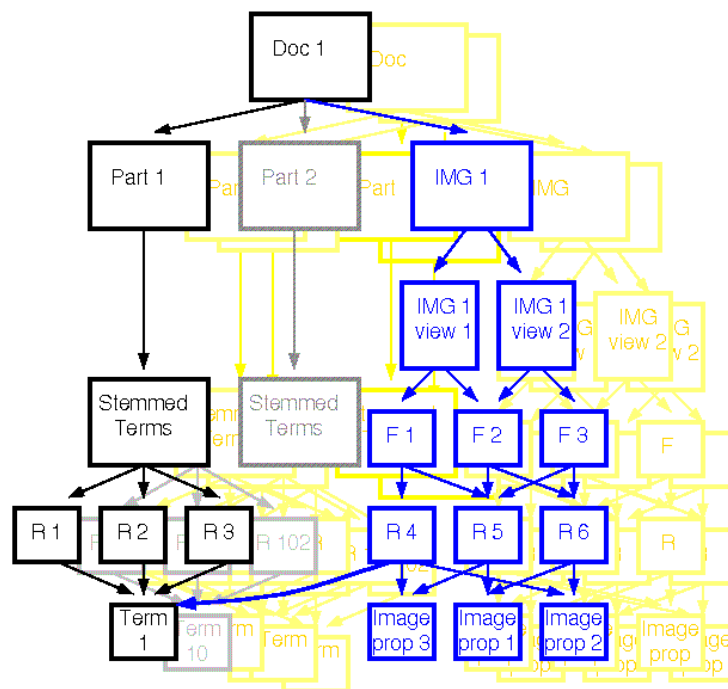 Doc 1
Doc
Part 1
Par
Part 2
Part
IMG 1
IMG
IMG 1
view 1
IMG 1
view 2
IMG
view 2
Stemmed
Terms
Stemmed
Terms
F 1
F 2
F 3
F
R 1
R 2
R 3
R 102
R 4
R 5
R 6
R
Term
1
Term
10
Term
Image
prop 3
Image
prop 1
Image
prop 2
Image
prop